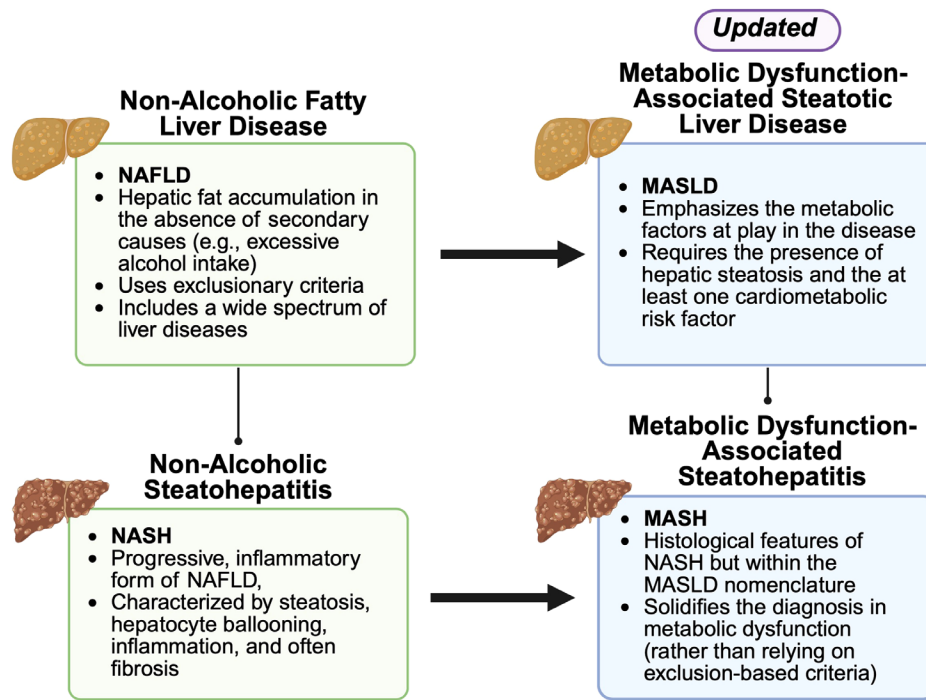 Updated
Non-Alcoholic Fatty
Liver Disease
• NAFLD
• Hepatic fat accumulation in
the absence of secondary
causes (e.g., excessive
alcohol intake)
• Uses exclusionary criteria
• Includes a wide spectrum of
liver diseases
Metabolic Dysfunction-
Associated Steatotic
Liver Disease
• MASLD
• Emphasizes the metabolic
factors at play in the disease
• Requires the presence of
hepatic steatosis and the at
least one cardiometabolic
risk factor
Non-Alcoholic
Steatohepatitis
• NASH
• Progressive, inflammatory
form of NAFLD,
• Characterized by steatosis,
hepatocyte ballooning,
inflammation, and often
fibrosis
Metabolic Dysfunction-
Associated
Steatohepatitis
• MASH
• Histological features of
NASH but within the
MASLD nomenclature
• Solidifies the diagnosis in
metabolic dysfunction
(rather than relying on
exclusion-based criteria)